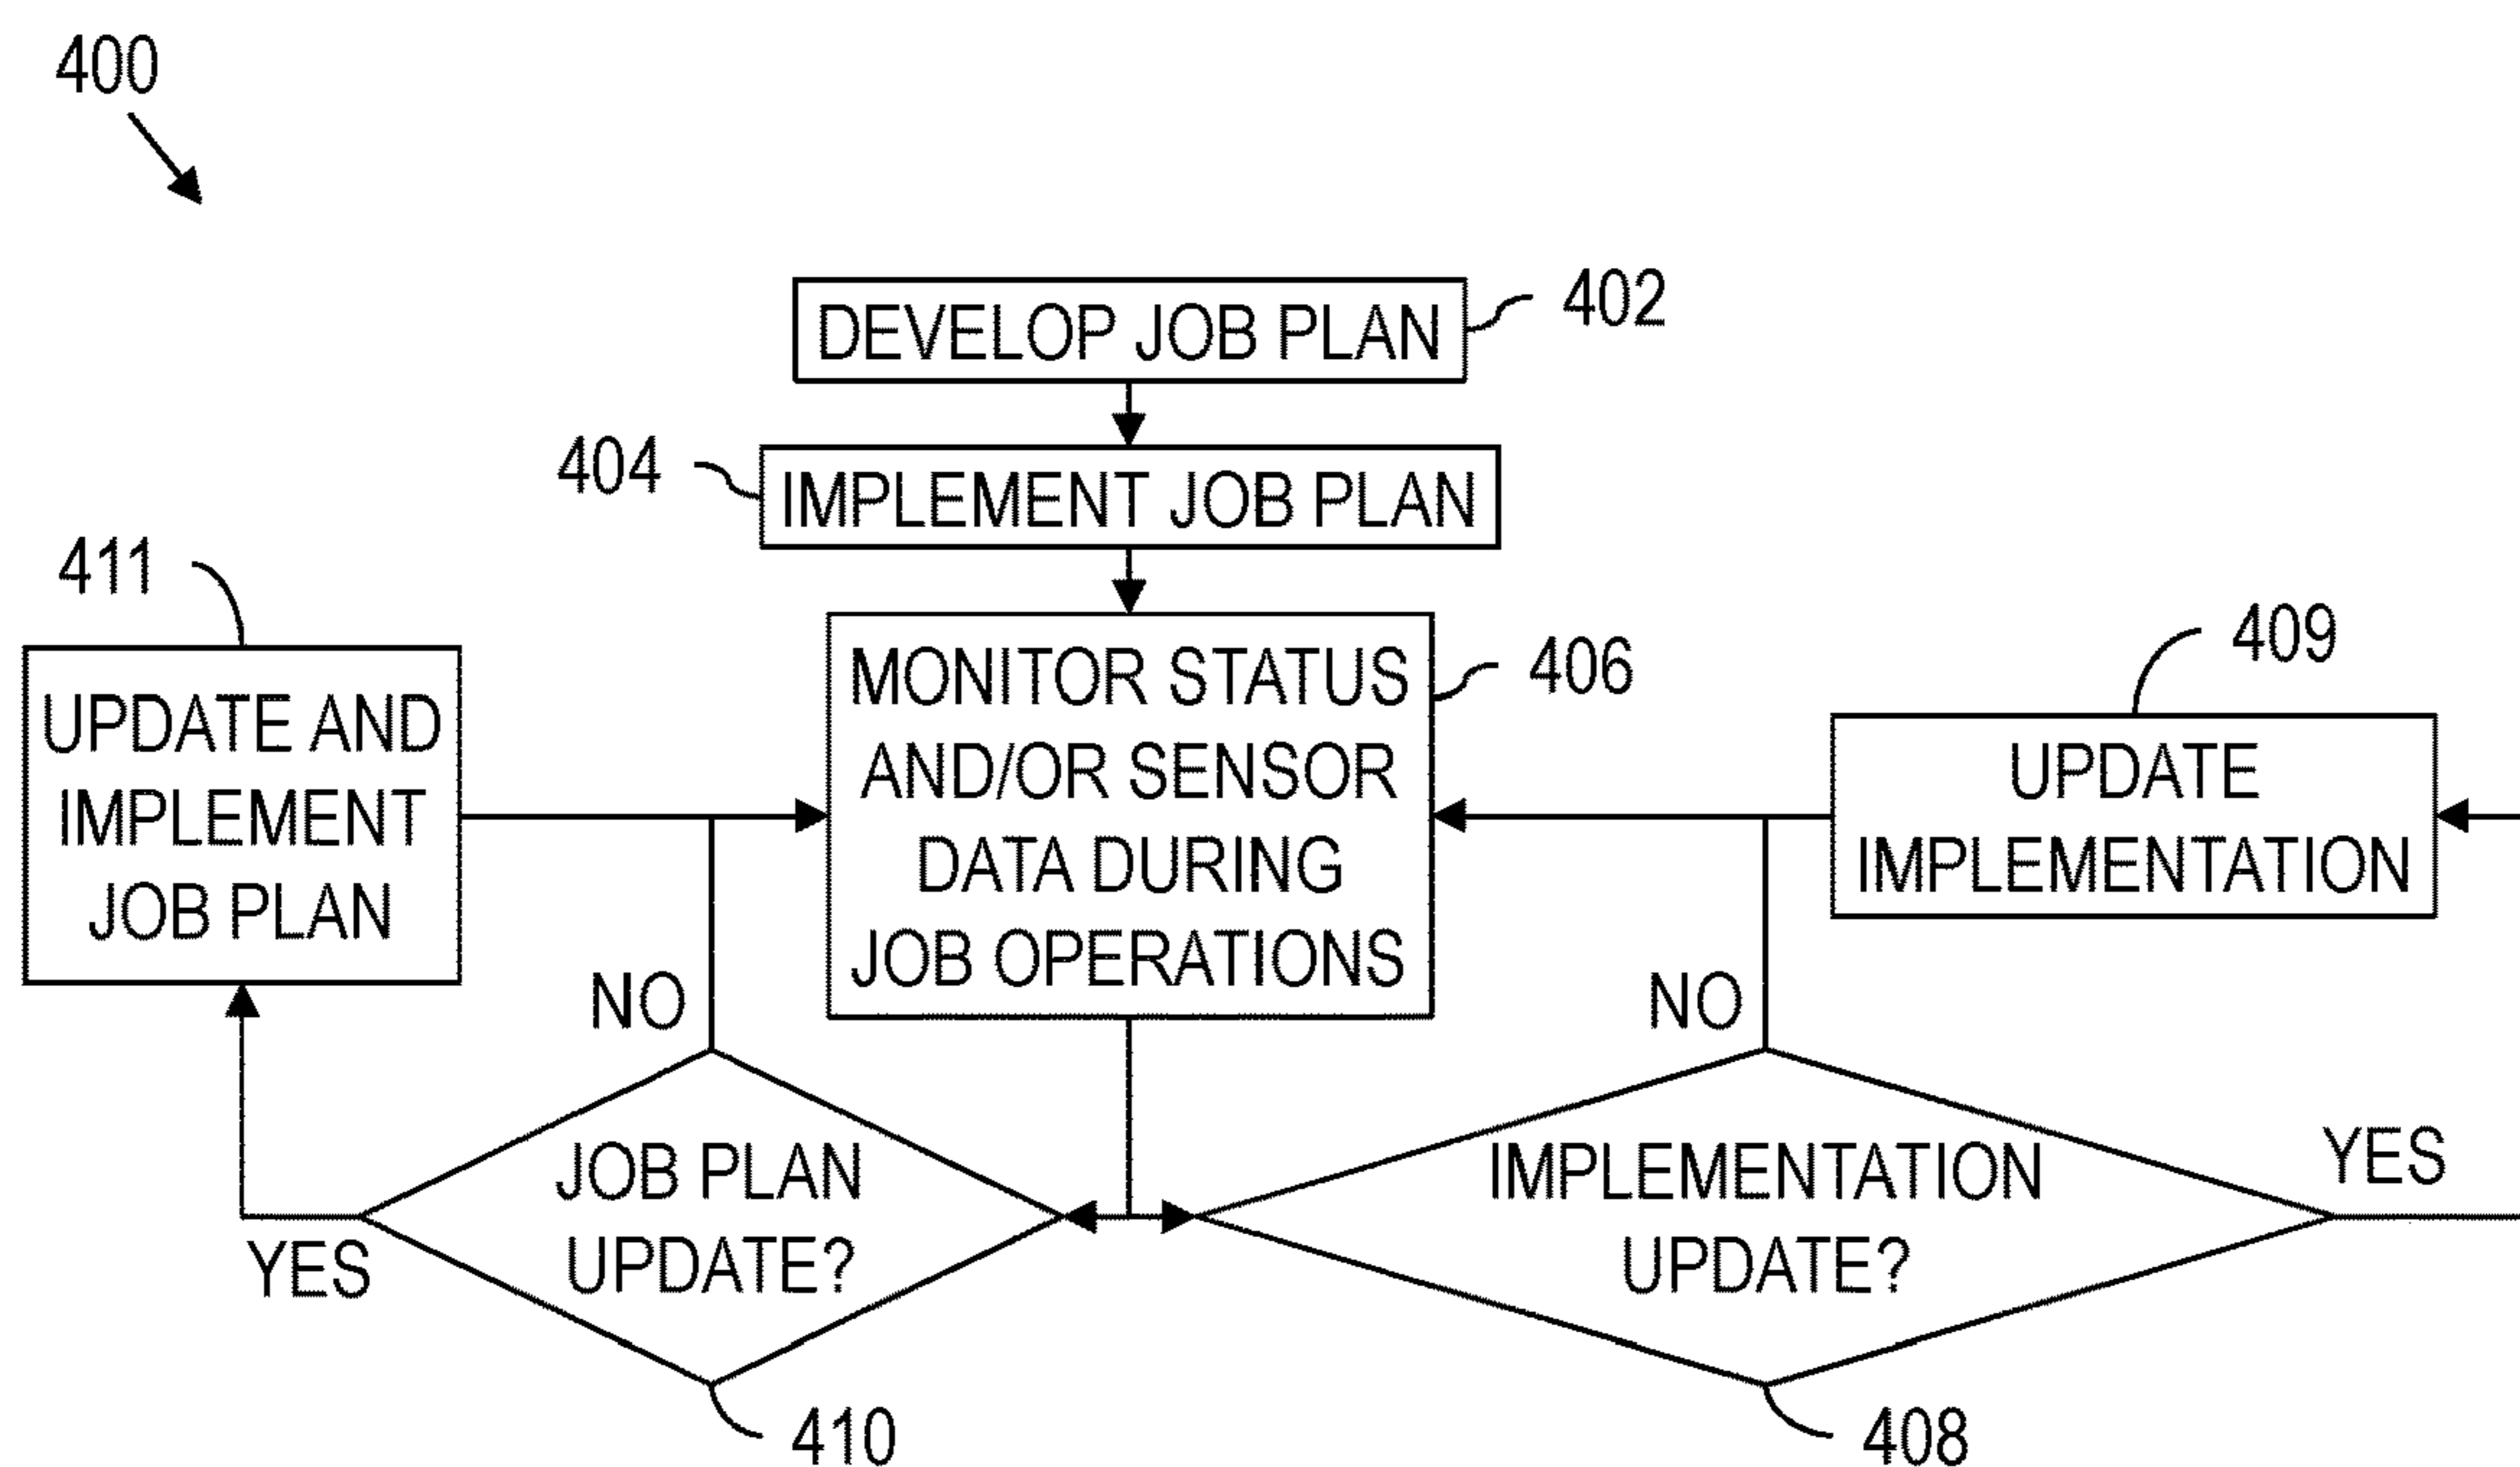 400
DEVELOP JOB PLAN
402
404
IMPLEMENT JOB PLAN
411
UPDATE AND
IMPLEMENT
JOB PLAN
MONITOR STATUS
AND/OR SENSOR
DATA DURING
JOB OPERATIONS
406
409
UPDATE
IMPLEMENTATION
NO
NO
JOB PLAN
UPDATE?
YES
IMPLEMENTATION
UPDATE?
YES
410
408